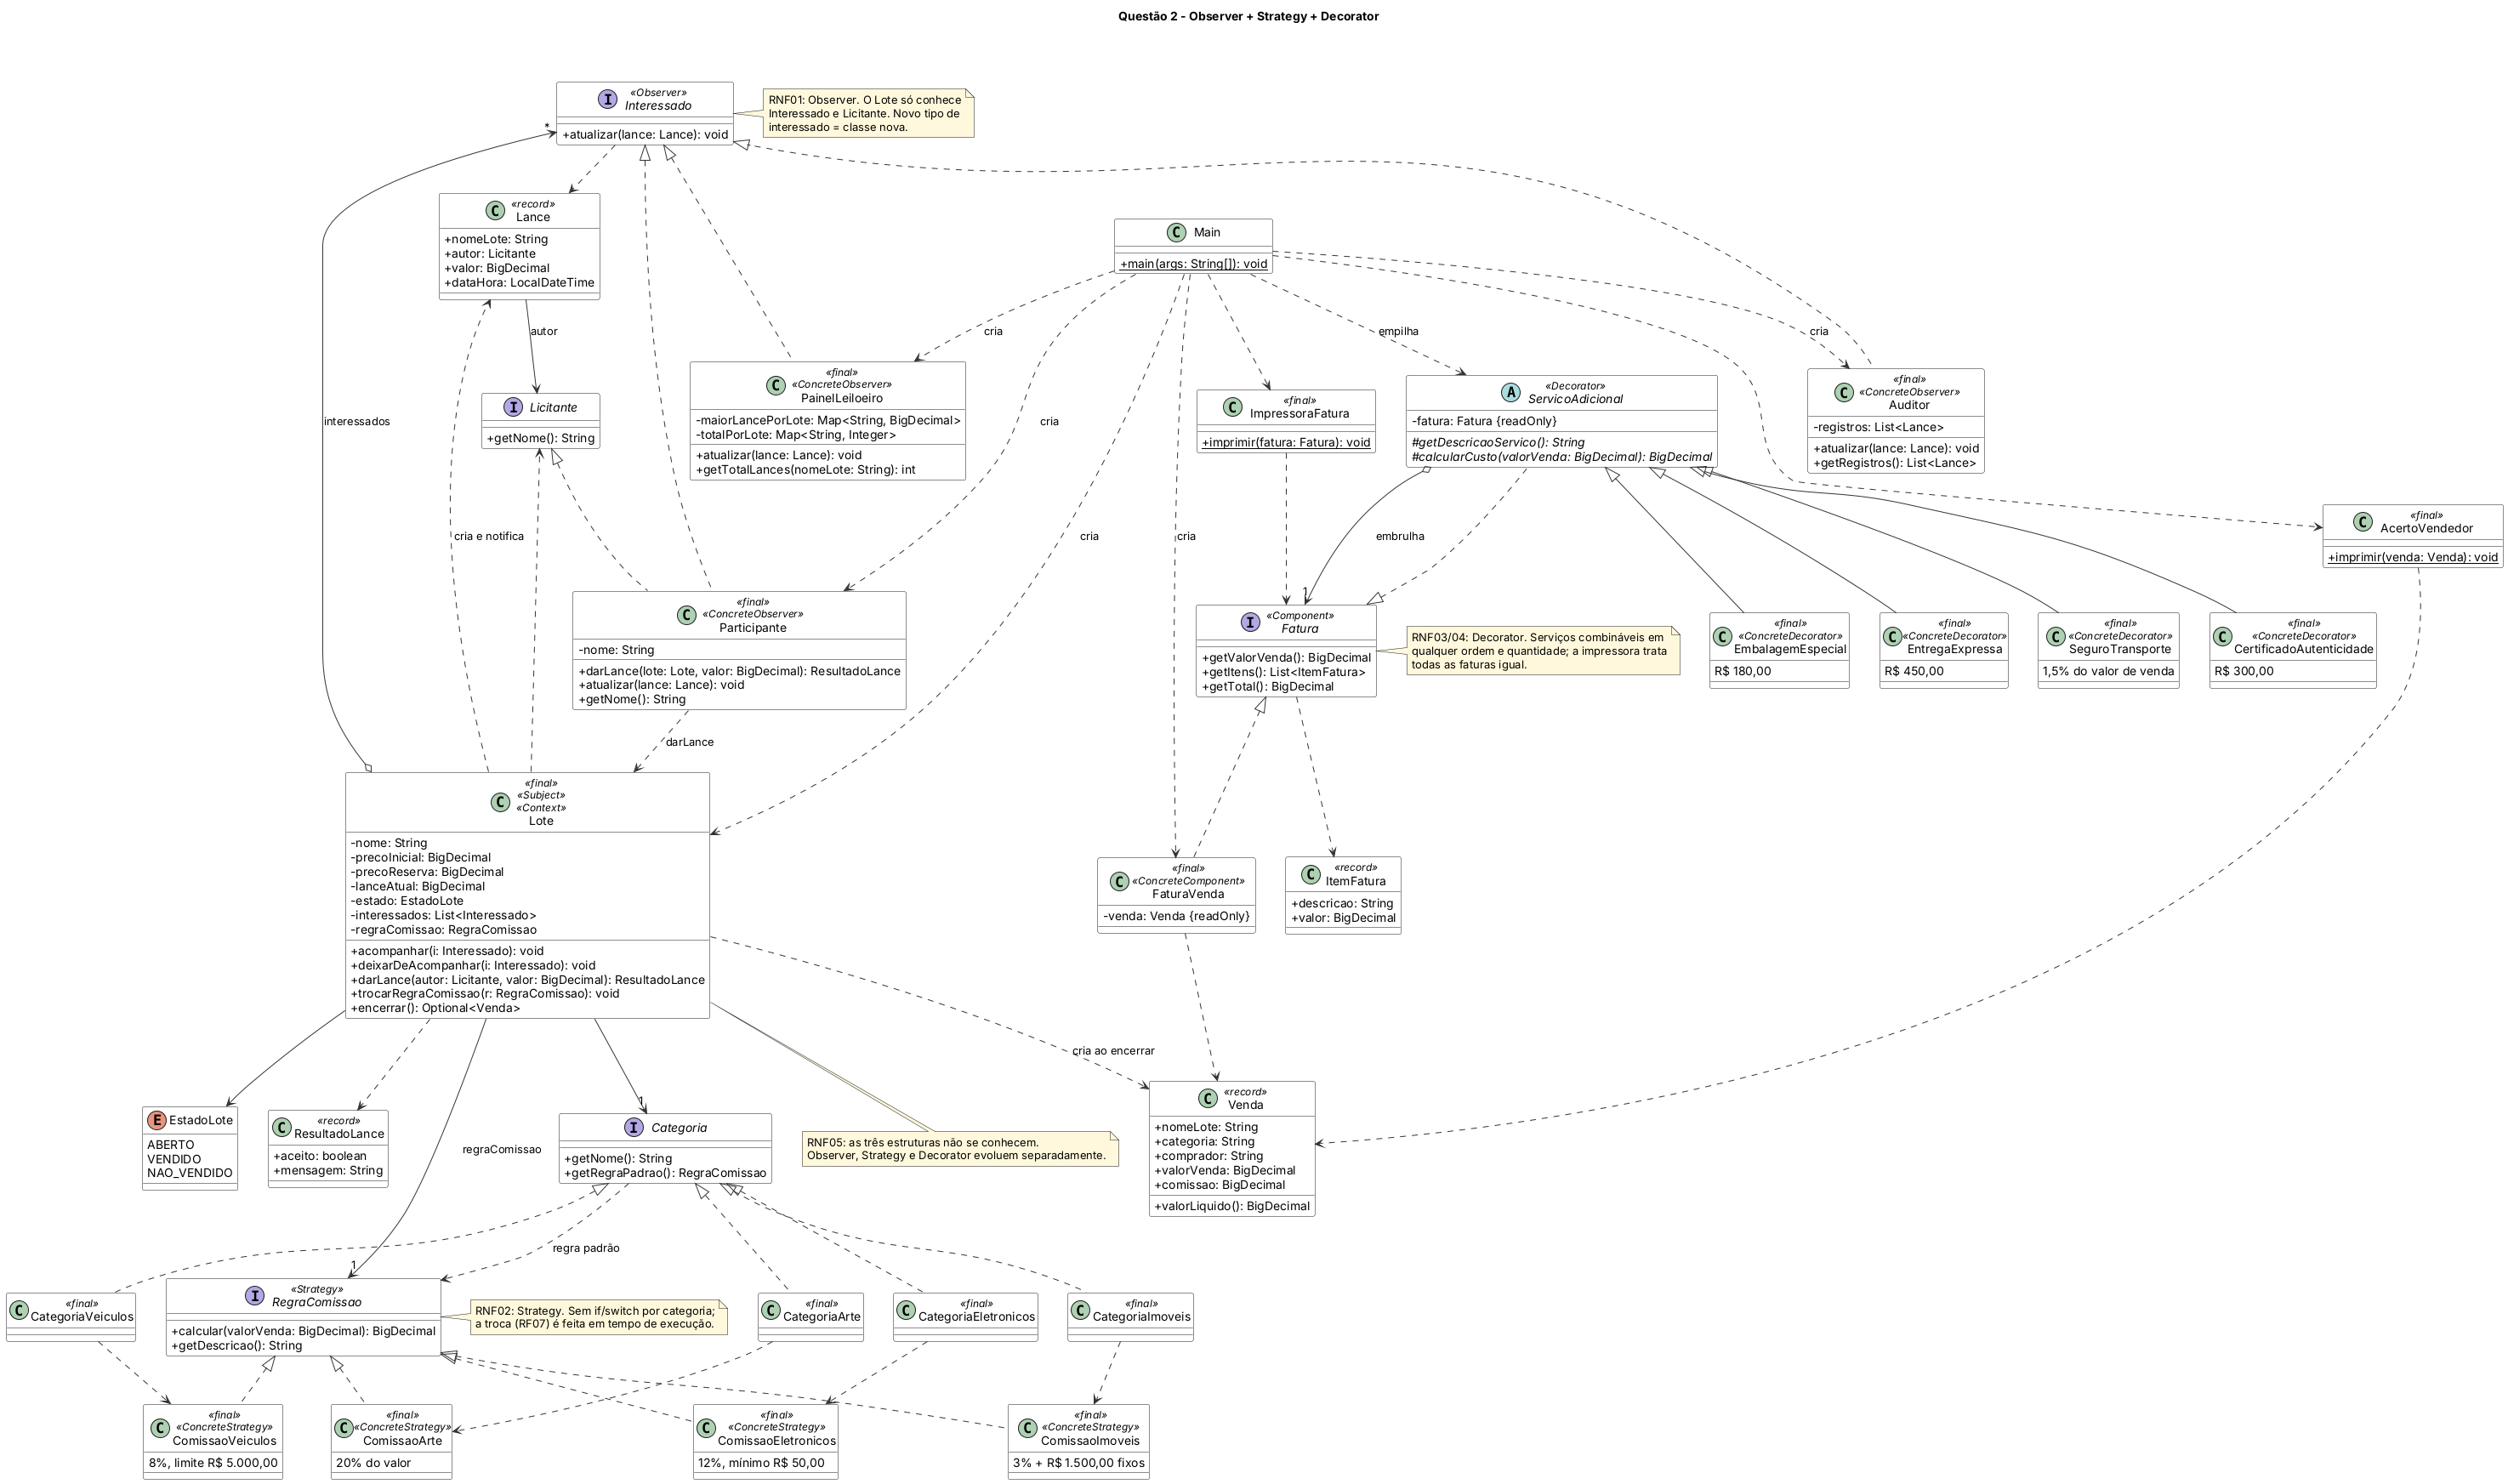 Questão 2 - Observer + Strategy + Decorator
I
«Observer»
Interessado
+atualizar(lance: Lance): void
RNF01: Observer. O Lote só conhece
Interessado e Licitante. Novo tipo de
interessado = classe nova.
*
C
«record»
Lance
+nomeLote: String
+autor: Licitante
+valor: BigDecimal
+dataHora: LocalDateTime
C
Main
+main(args: String[]): void
autor
cria
empilha
cria
interessados
cria
I
Licitante
+getNome(): String
C
«final»
«ConcreteObserver»
PainelLeiloeiro
-maiorLancePorLote: Map<String, BigDecimal>
-totalPorLote: Map<String, Integer>
+atualizar(lance: Lance): void
+getTotalLances(nomeLote: String): int
C
«final»
ImpressoraFatura
+imprimir(fatura: Fatura): void
A
«Decorator»
ServicoAdicional
-fatura: Fatura {readOnly}
#getDescricaoServico(): String
#calcularCusto(valorVenda: BigDecimal): BigDecimal
C
«final»
«ConcreteObserver»
Auditor
-registros: List<Lance>
+atualizar(lance: Lance): void
+getRegistros(): List<Lance>
C
«final»
AcertoVendedor
+imprimir(venda: Venda): void
cria e notifica
cria
cria
embrulha
1
C
«final»
«ConcreteObserver»
Participante
-nome: String
+darLance(lote: Lote, valor: BigDecimal): ResultadoLance
+atualizar(lance: Lance): void
+getNome(): String
I
«Component»
Fatura
+getValorVenda(): BigDecimal
+getItens(): List<ItemFatura>
+getTotal(): BigDecimal
RNF03/04: Decorator. Serviços combináveis em
qualquer ordem e quantidade; a impressora trata
todas as faturas igual.
C
«final»
«ConcreteDecorator»
EmbalagemEspecial
R$ 180,00
C
«final»
«ConcreteDecorator»
EntregaExpressa
R$ 450,00
C
«final»
«ConcreteDecorator»
SeguroTransporte
1,5% do valor de venda
C
«final»
«ConcreteDecorator»
CertificadoAutenticidade
R$ 300,00
darLance
C
«final»
«Subject»
«Context»
Lote
-nome: String
-precoInicial: BigDecimal
-precoReserva: BigDecimal
-lanceAtual: BigDecimal
-estado: EstadoLote
-interessados: List<Interessado>
-regraComissao: RegraComissao
+acompanhar(i: Interessado): void
+deixarDeAcompanhar(i: Interessado): void
+darLance(autor: Licitante, valor: BigDecimal): ResultadoLance
+trocarRegraComissao(r: RegraComissao): void
+encerrar(): Optional<Venda>
C
«final»
«ConcreteComponent»
FaturaVenda
-venda: Venda {readOnly}
C
«record»
ItemFatura
+descricao: String
+valor: BigDecimal
cria ao encerrar
E
EstadoLote
ABERTO
VENDIDO
NAO_VENDIDO
C
«record»
ResultadoLance
+aceito: boolean
+mensagem: String
regraComissao
1
I
Categoria
+getNome(): String
+getRegraPadrao(): RegraComissao
RNF05: as três estruturas não se conhecem.
Observer, Strategy e Decorator evoluem separadamente.
C
«record»
Venda
+nomeLote: String
+categoria: String
+comprador: String
+valorVenda: BigDecimal
+comissao: BigDecimal
+valorLiquido(): BigDecimal
regra padrão
1
C
«final»
CategoriaVeiculos
I
«Strategy»
RegraComissao
+calcular(valorVenda: BigDecimal): BigDecimal
+getDescricao(): String
RNF02: Strategy. Sem if/switch por categoria;
a troca (RF07) é feita em tempo de execução.
C
«final»
CategoriaArte
C
«final»
CategoriaEletronicos
C
«final»
CategoriaImoveis
C
«final»
«ConcreteStrategy»
ComissaoVeiculos
8%, limite R$ 5.000,00
C
«final»
«ConcreteStrategy»
ComissaoArte
20% do valor
C
«final»
«ConcreteStrategy»
ComissaoEletronicos
12%, mínimo R$ 50,00
C
«final»
«ConcreteStrategy»
ComissaoImoveis
3% + R$ 1.500,00 fixos